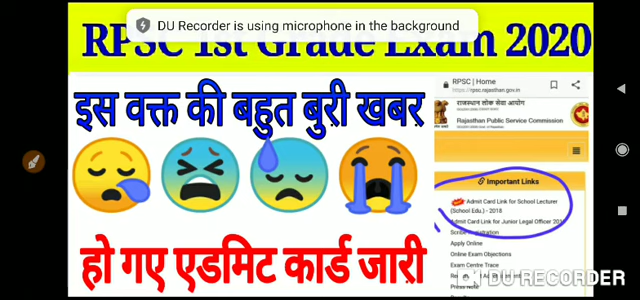 DU Recorder is using microphone in the background
RPSC 1st Grade Exam 2020
इस वक्त की बहुत बुरी खबर
हो गए एडमिट कार्ड जारी
RPSC | Home
https://rpsc.rajasthan.gov.in
राजस्थान लोक सेवा आयोग
Rajasthan Public Service Commission
Important Links
Admit Card Link for School Lecturer
(School Edu.) - 2018
Admit Card Link for Junior Legal Officer
Apply Online
Online Exam Objections
Exam Centre Trace
Press Note
DU RECORDER